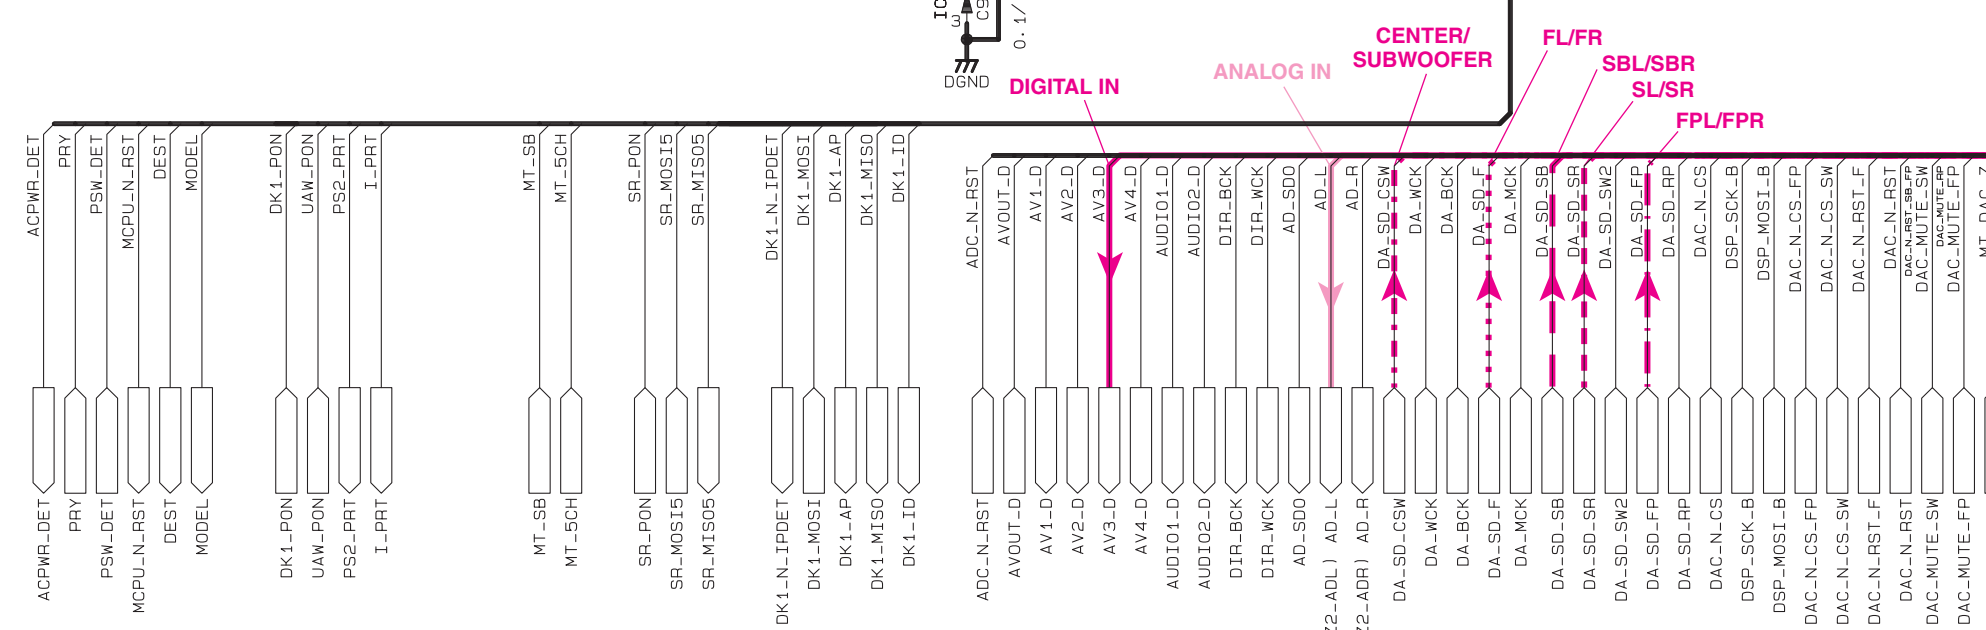 IC
3
C9
0.1/
DGND
DIGITAL IN
ANALOG IN
CENTER/
SUBWOOFER
FL/FR
SBL/SBR
SL/SR
FPL/FPR
ACPWR_DET
PRY
PSW_DET
MCPU_N_RST
DEST
MODEL
DK1_PON
UAW_PON
PS2_PRT
I_PRT
MT_SB
MT_5CH
SR_PON
SR_MOSI5
SR_MISO5
DK1_N_IPDET
DK1_MOSI
DK1_AP
DK1_MISO
DK1_ID
ADC_N_RST
AVOUT_D
AV1_D
AV2_D
AV3_D
AV4_D
AUDIO1_D
AUDIO2_D
DIR_BCK
DIR_WCK
AD_SDO
AD_L
AD_R
DA_SD_CSW
DA_WCK
DA_BCK
DA_SD_F
DA_MCK
DA_SD_SB
DA_SD_SR
DA_SD_SW2
DA_SD_FP
DA_SD_RP
DAC_N_CS
DSP_SCK_B
DSP_MOSI_B
DAC_N_CS_FP
DAC_N_CS_SW
DAC_N_RST_F
DAC_N_RST
DAC_N_RST_SB_FP
DAC_MUTE_SW
DAC_MUTE_RP
DAC_MUTE_FP
MT_DAC_Z
ACPWR_DET
PRY
PSW_DET
MCPU_N_RST
DEST
MODEL
DK1_PON
UAW_PON
PS2_PRT
I_PRT
MT_SB
MT_5CH
SR_PON
SR_MOSI5
SR_MISO5
DK1_N_IPDET
DK1_MOSI
DK1_AP
DK1_MISO
DK1_ID
ADC_N_RST
AVOUT_D
AV1_D
AV2_D
AV3_D
AV4_D
AUDIO1_D
AUDIO2_D
DIR_BCK
DIR_WCK
AD_SDO
Z2_ADL) AD_L
Z2_ADR) AD_R
DA_SD_CSW
DA_WCK
DA_BCK
DA_SD_F
DA_MCK
DA_SD_SB
DA_SD_SR
DA_SD_SW2
DA_SD_FP
DA_SD_RP
DAC_N_CS
DSP_SCK_B
DSP_MOSI_B
DAC_N_CS_FP
DAC_N_CS_SW
DAC_N_RST_F
DAC_N_RST
DAC_MUTE_SW
DAC_MUTE_FP